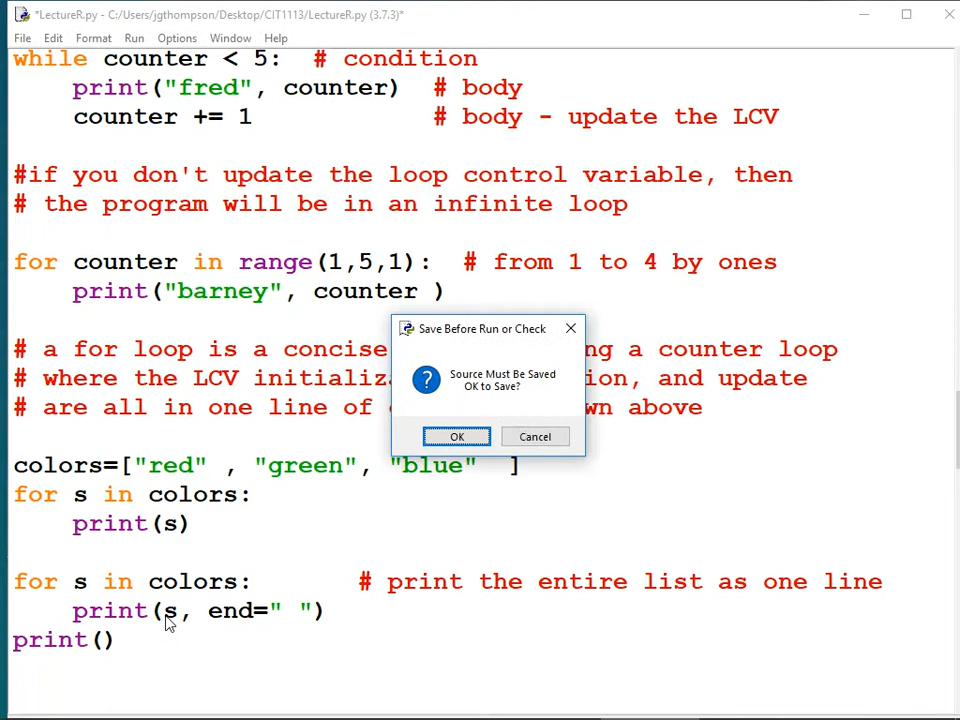 *LectureR.py - C:/Users/jgthompson/Desktop/CIT1113/LectureR.py (3.7.3)*
File Edit Format Run Options Window Help
while counter < 5:  # condition
    print("fred", counter)  # body
    counter += 1            # body - update the LCV
#if you don't update the loop control variable, then
# the program will be in an infinite loop
for counter in range(1,5,1):  # from 1 to 4 by ones
    print("barney", counter )
Save Before Run or Check
Source Must Be Saved
OK to Save?
OK Cancel
# a for loop is a concise ng a counter loop
# where the LCV initializa ion, and update
# are all in one line of wn above
colors=["red" , "green", "blue"  ]
for s in colors:
    print(s)
for s in colors:       # print the entire list as one line
    print(s, end=" ")
print()